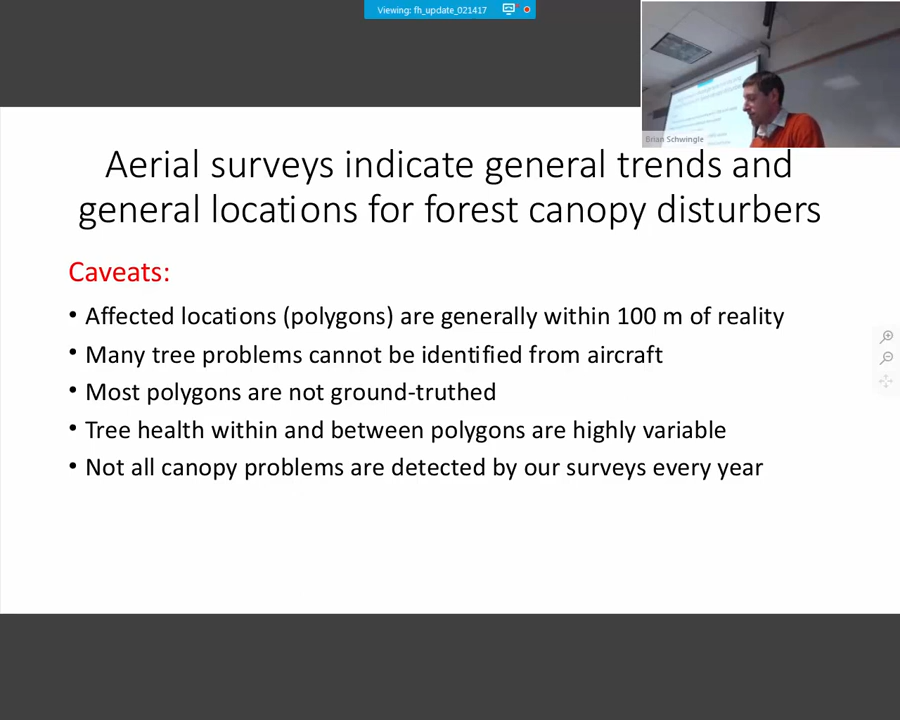 Viewing: fh_update_021417
Brian Schwingle
Aerial surveys indicate general trends and
general locations for forest canopy disturbers
Caveats:
• Affected locations (polygons) are generally within 100 m of reality
• Many tree problems cannot be identified from aircraft
• Most polygons are not ground-truthed
• Tree health within and between polygons are highly variable
• Not all canopy problems are detected by our surveys every year